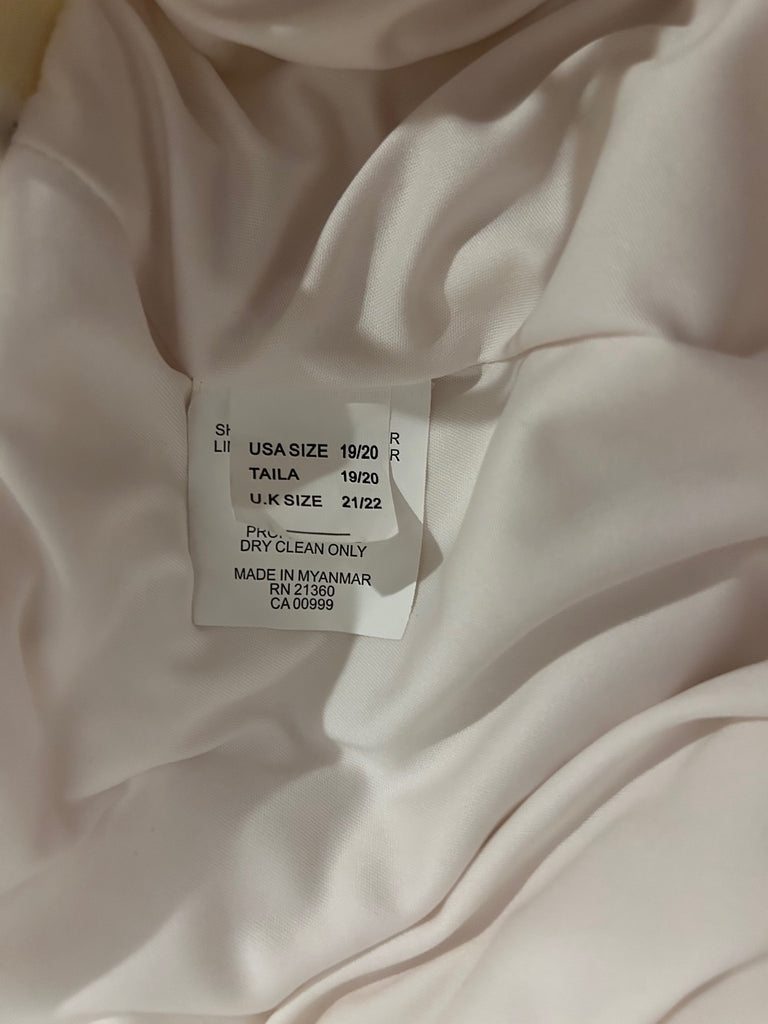 USA SIZE 19/20
TAILA 19/20
U.K SIZE 21/22
DRY CLEAN ONLY
MADE IN MYANMAR
RN 21360
CA 00999